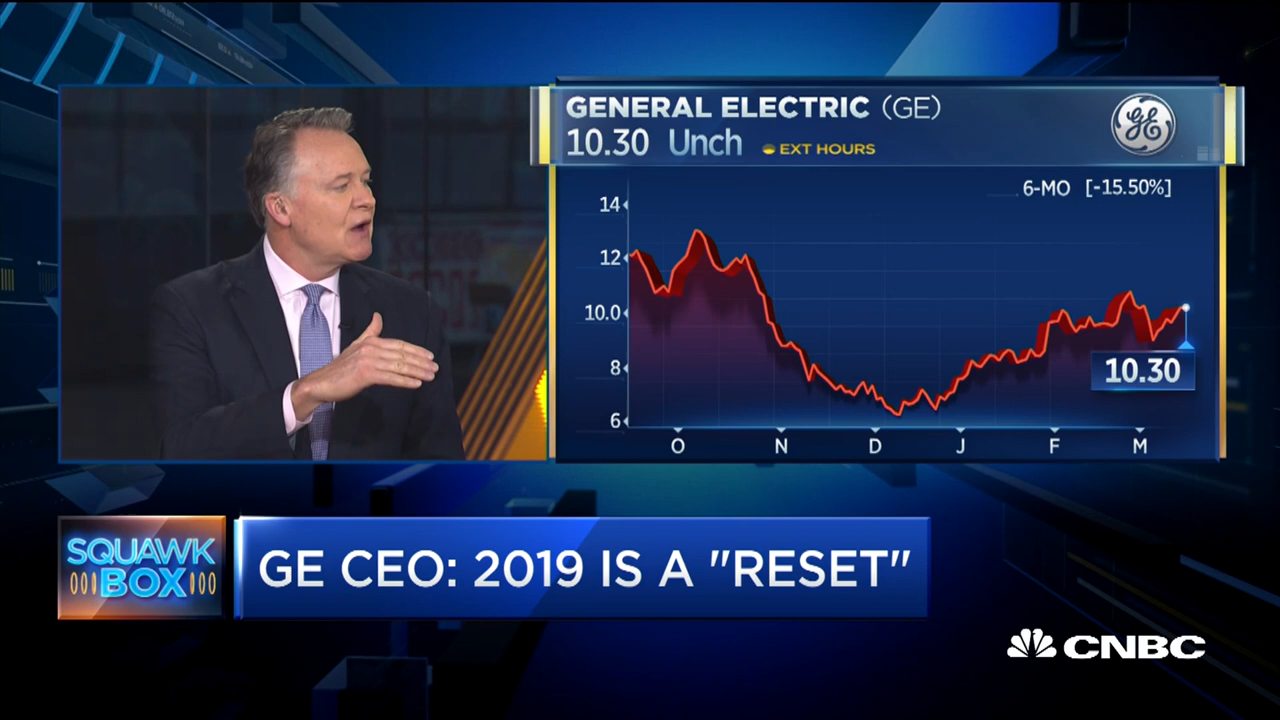 GENERAL ELECTRIC (GE)
10.30 Unch EXT HOURS
GE
6-MO [-15.50%]
14
12
10.0
8
6
10.30
O N D J F M
SQUAWK
BOX
GE CEO: 2019 IS A "RESET"
CNBC